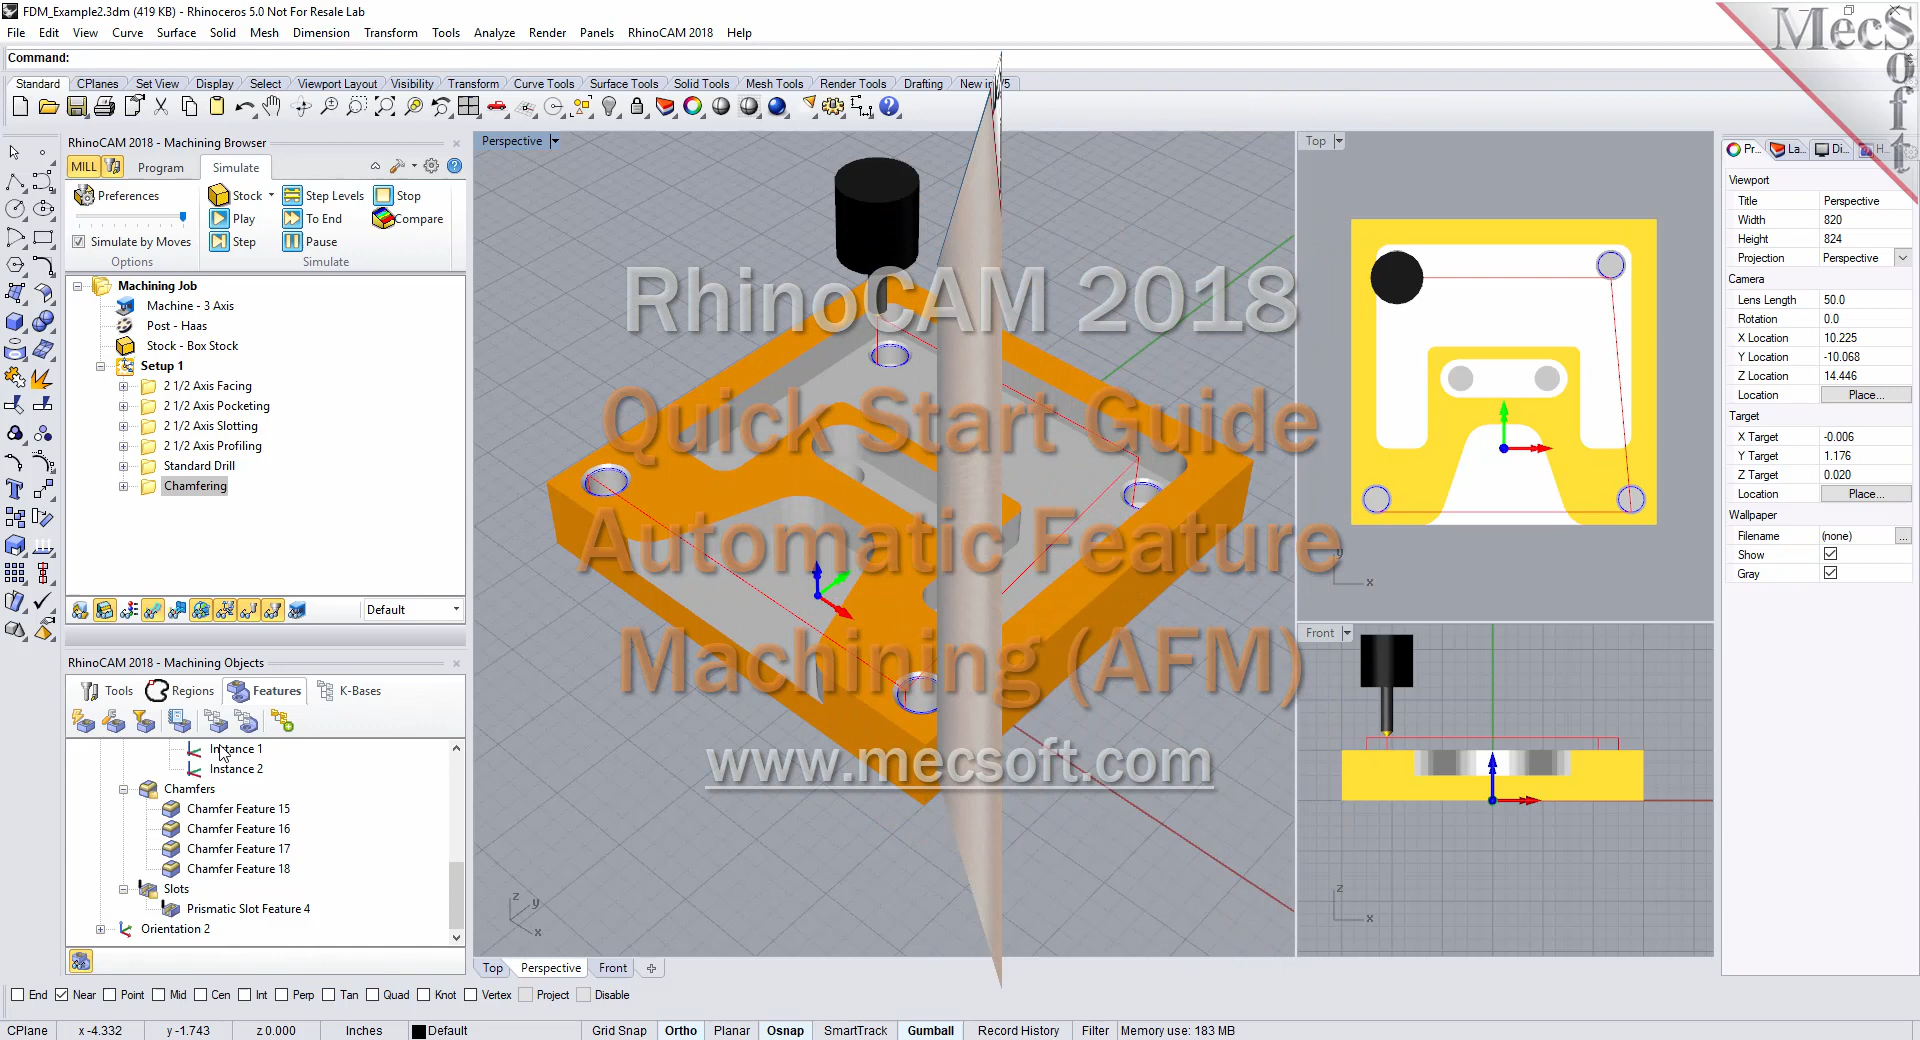 FDM_Example2.3dm (419 KB) - Rhinoceros 5.0 Not For Resale Lab
File Edit View Curve Surface Solid Mesh Dimension Transform Tools Analyze Render Panels RhinoCAM 2018 Help
Command:
Standard CPlanes Set View Display Select Viewport Layout Visibility Transform Curve Tools Surface Tools Solid Tools Mesh Tools Render Tools Drafting New in V5
MecSoft
RhinoCAM 2018 - Machining Browser
MILL Program Simulate
Preferences
Simulate by Moves
Options
Stock Step Levels Stop
Play To End Compare
Step Pause
Simulate
Machining Job
Machine - 3 Axis
Post - Haas
Stock - Box Stock
Setup 1
2 1/2 Axis Facing
2 1/2 Axis Pocketing
2 1/2 Axis Slotting
2 1/2 Axis Profiling
Standard Drill
Chamfering
Default
RhinoCAM 2018 - Machining Objects
Tools Regions Features K-Bases
Instance 1
Instance 2
Chamfers
Chamfer Feature 15
Chamfer Feature 16
Chamfer Feature 17
Chamfer Feature 18
Slots
Prismatic Slot Feature 4
Orientation 2
Perspective
RhinoCAM 2018
Quick Start Guide
Automatic Feature
Machining (AFM)
www.mecsoft.com
z
y
x
Top
y
x
Front
z
x
Top Perspective Front
Pr... La... Di... H...
Viewport
Title Perspective
Width 820
Height 824
Projection Perspective
Camera
Lens Length 50.0
Rotation 0.0
X Location 10.225
Y Location -10.068
Z Location 14.446
Location Place...
Target
X Target -0.006
Y Target 1.176
Z Target 0.020
Location Place...
Wallpaper
Filename (none) ...
Show
Gray
End Near Point Mid Cen Int Perp Tan Quad Knot Vertex Project Disable
CPlane x -4.332 y -1.743 z 0.000 Inches Default Grid Snap Ortho Planar Osnap SmartTrack Gumball Record History Filter Memory use: 183 MB